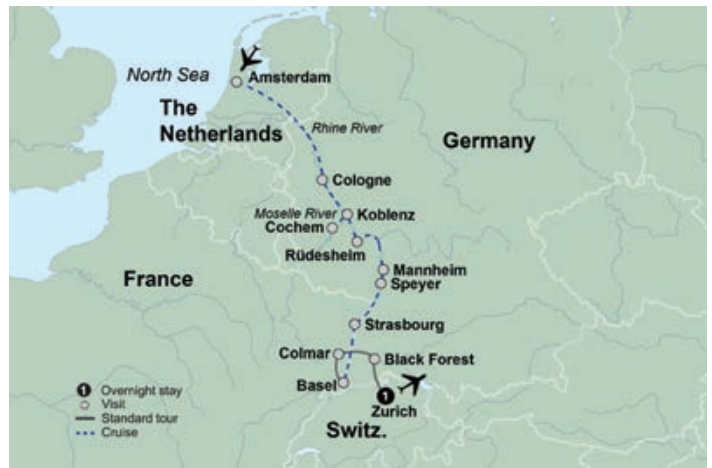 North Sea
Amsterdam
The
Netherlands
Rhine River
Germany
Cologne
Moselle River
Koblenz
Cochem
Rüdesheim
France
Mannheim
Speyer
Strasbourg
Colmar
Black Forest
Basel
1
Zurich
Switz.
1 Overnight stay
Visit
Standard tour
Cruise